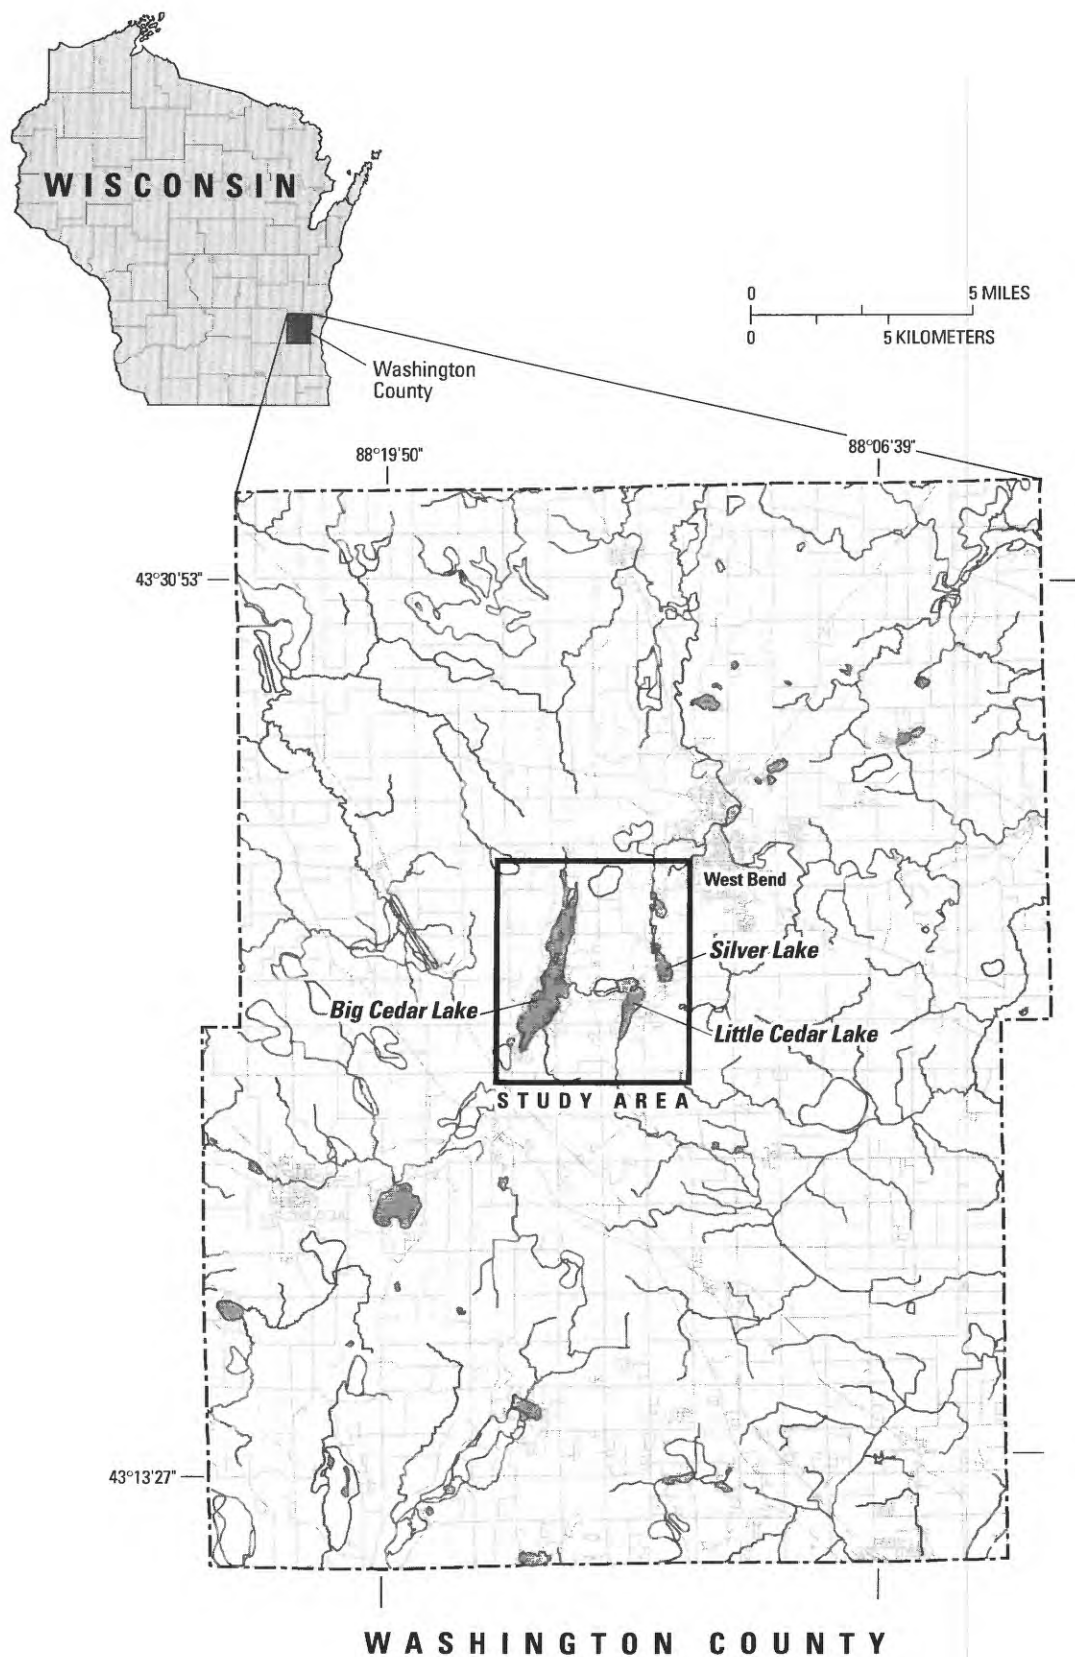 WISCONSIN
0 5 MILES
0 5 KILOMETERS
Washington
County
88°19'50"
88°06'39"
43°30'53"
West Bend
Silver Lake
Big Cedar Lake
Little Cedar Lake
STUDY AREA
43°13'27"
WASHINGTON COUNTY